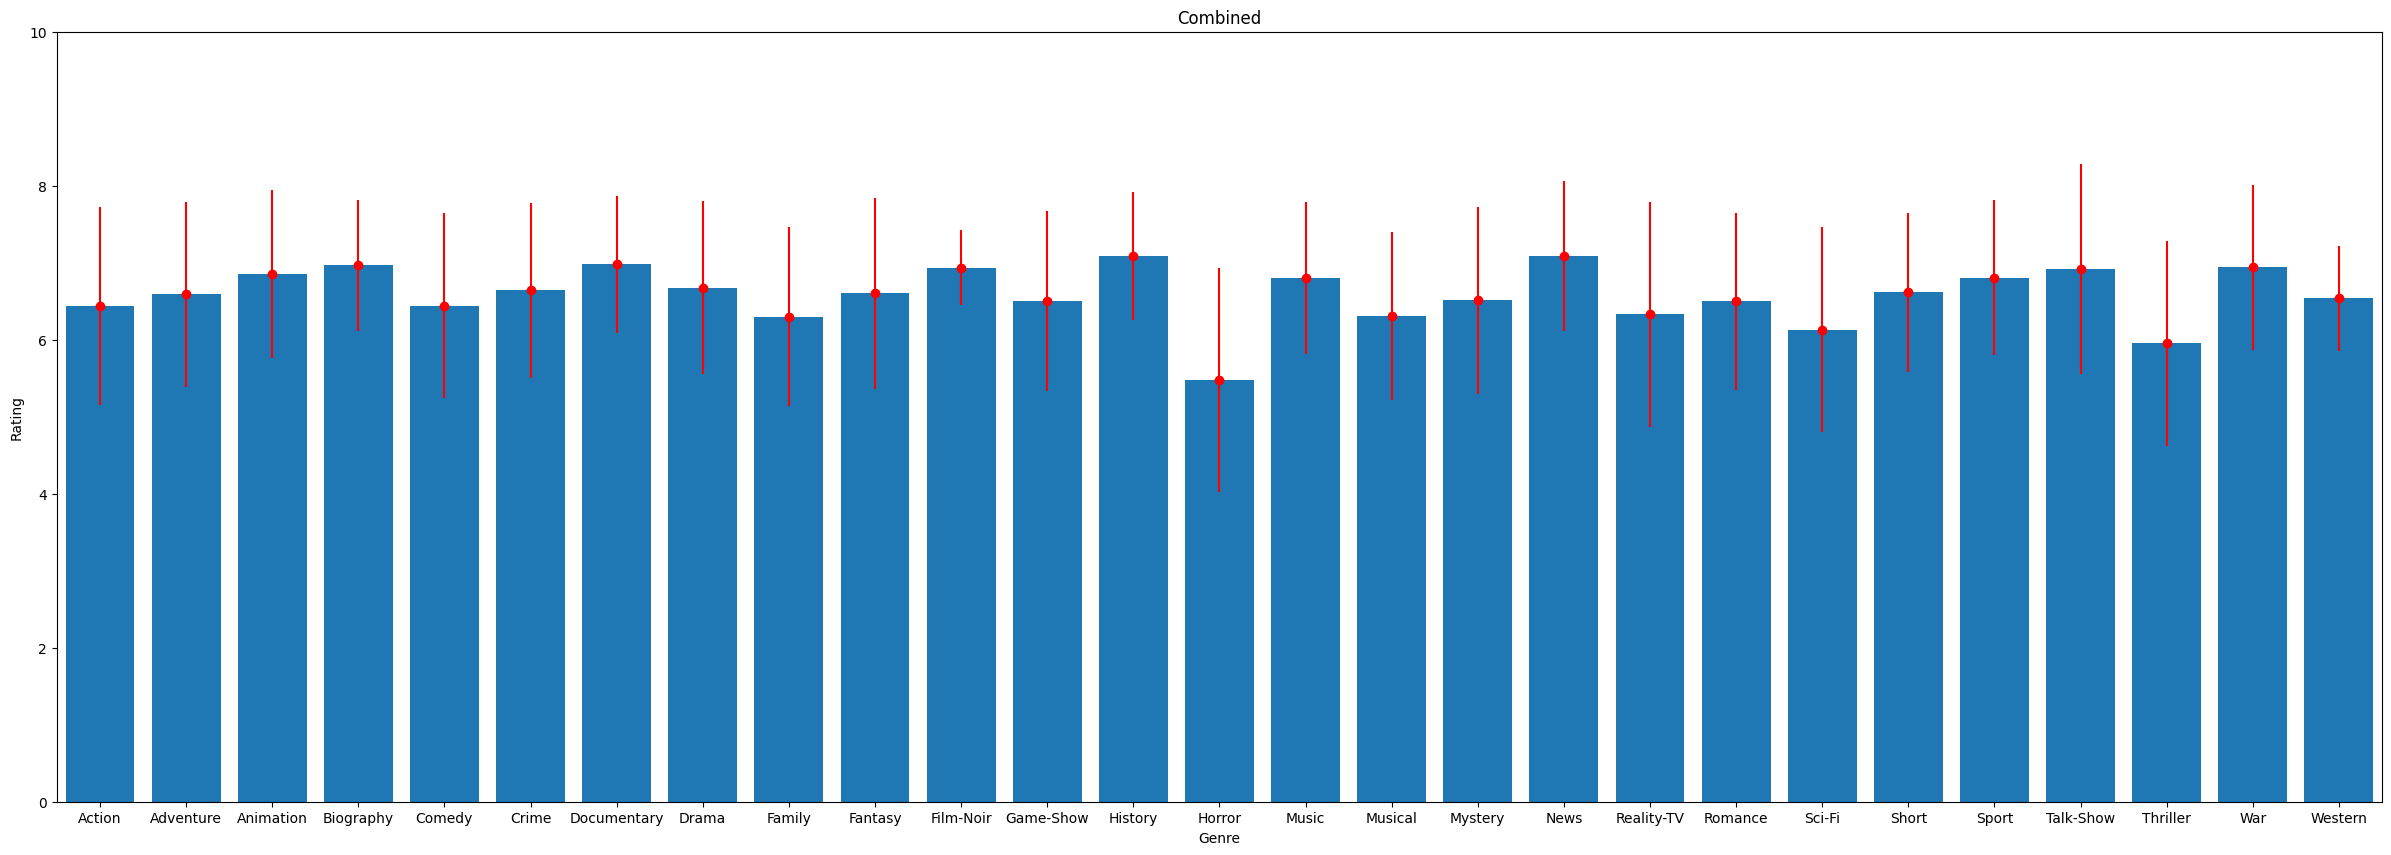 Combined
10
8
6
4
2
0
Rating
Action Adventure Animation Biography Comedy Crime Documentary Drama Family Fantasy Film-Noir Game-Show History Horror Music Musical Mystery News Reality-TV Romance Sci-Fi Short Sport Talk-Show Thriller War Western
Genre